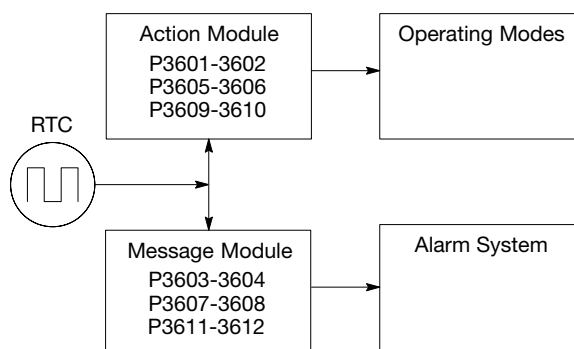 Action Module
P3601-3602
P3605-3606
P3609-3610
Operating Modes
RTC
Message Module
P3603-3604
P3607-3608
P3611-3612
Alarm System